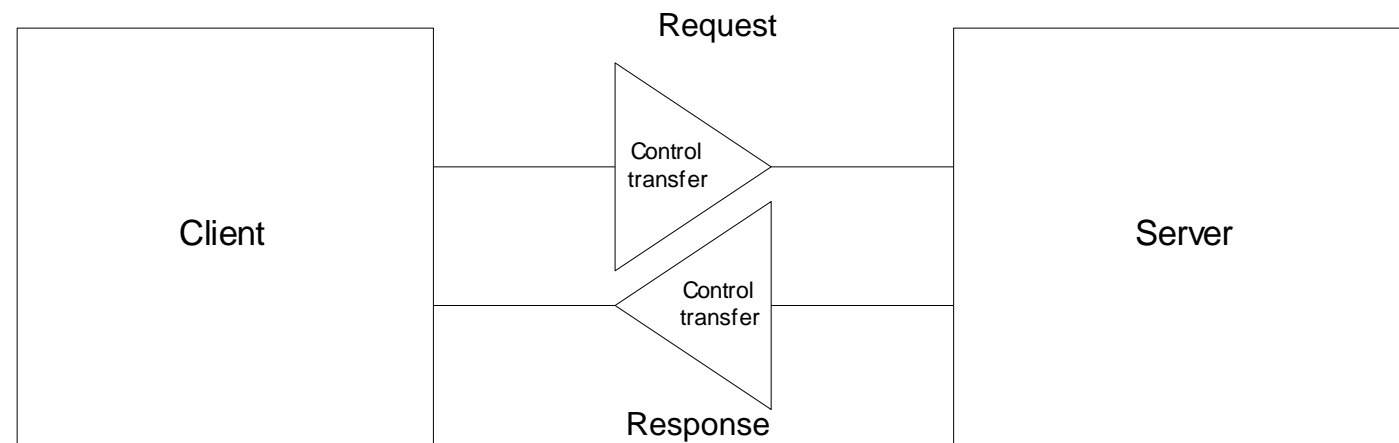 Request
Control
transfer
Client
Server
Control
transfer
Response